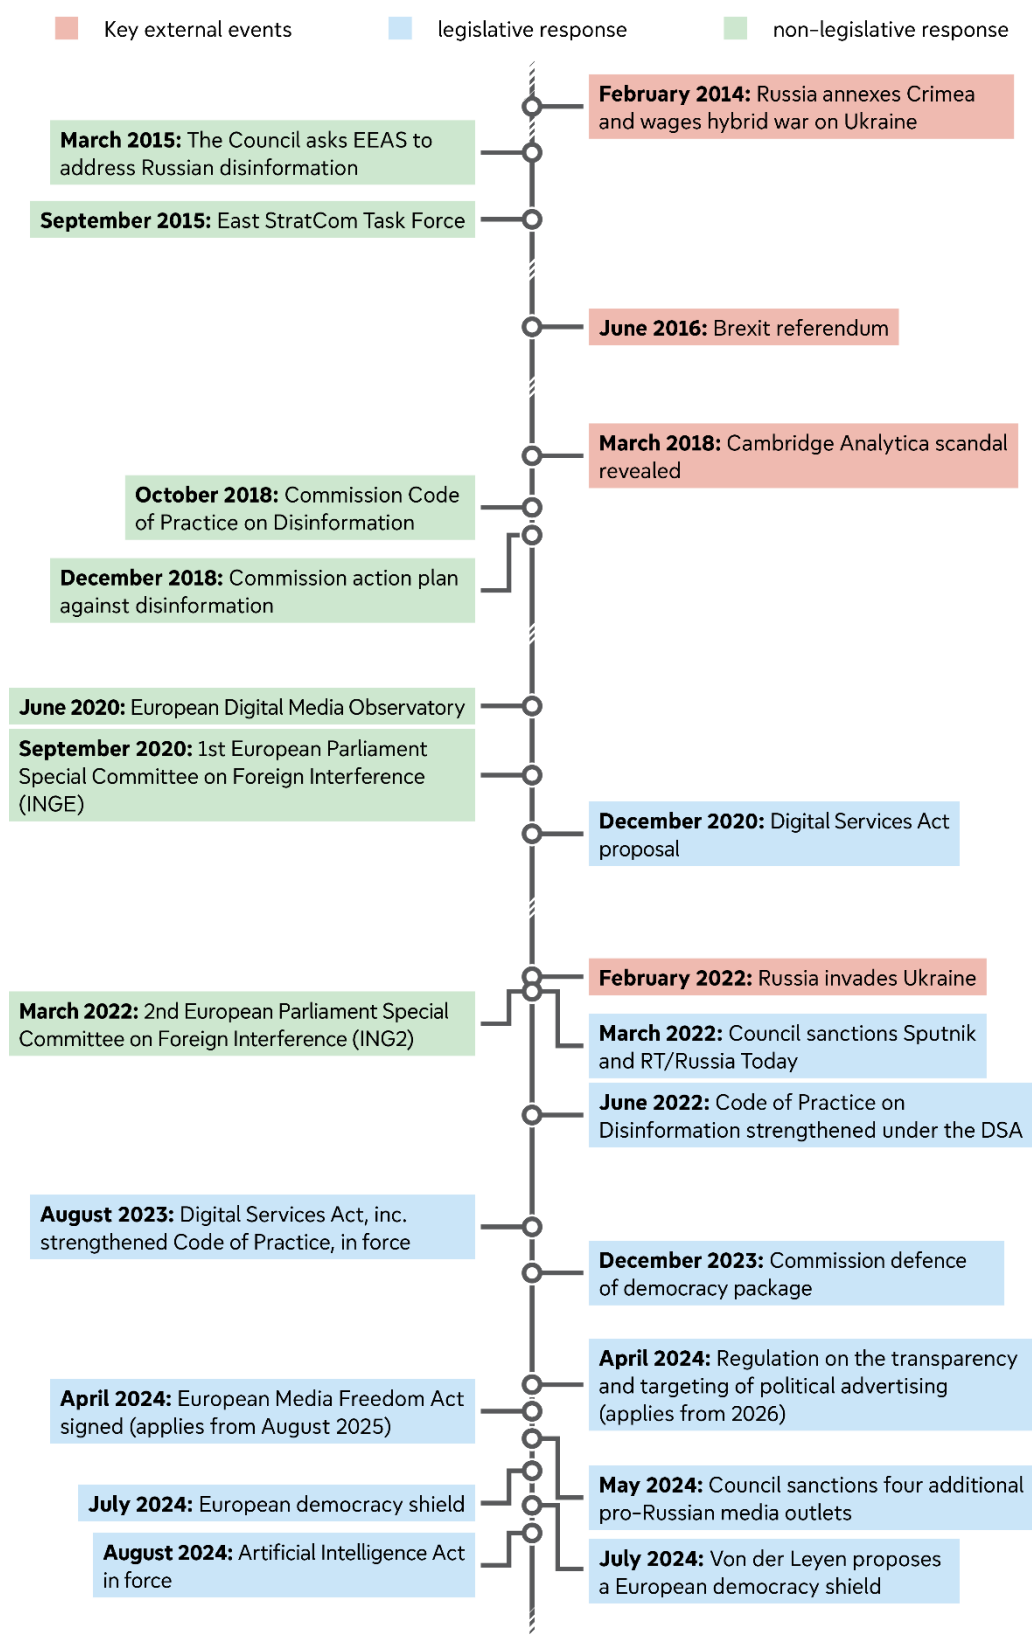 Key external events
legislative response
non-legislative response
February 2014: Russia annexes Crimea
and wages hybrid war on Ukraine
March 2015: The Council asks EEAS to
address Russian disinformation
September 2015: East StratCom Task Force
June 2016: Brexit referendum
March 2018: Cambridge Analytica scandal
revealed
October 2018: Commission Code
of Practice on Disinformation
December 2018: Commission action plan
against disinformation
June 2020: European Digital Media Observatory
September 2020: 1st European Parliament
Special Committee on Foreign Interference
(INGE)
December 2020: Digital Services Act
proposal
February 2022: Russia invades Ukraine
March 2022: 2nd European Parliament Special
Committee on Foreign Interference (ING2)
March 2022: Council sanctions Sputnik
and RT/Russia Today
June 2022: Code of Practice on
Disinformation strengthened under the DSA
August 2023: Digital Services Act, inc.
strengthened Code of Practice, in force
December 2023: Commission defence
of democracy package
April 2024: Regulation on the transparency
and targeting of political advertising
(applies from 2026)
April 2024: European Media Freedom Act
signed (applies from August 2025)
May 2024: Council sanctions four additional
pro-Russian media outlets
July 2024: European democracy shield
July 2024: Von der Leyen proposes
a European democracy shield
August 2024: Artificial Intelligence Act
in force